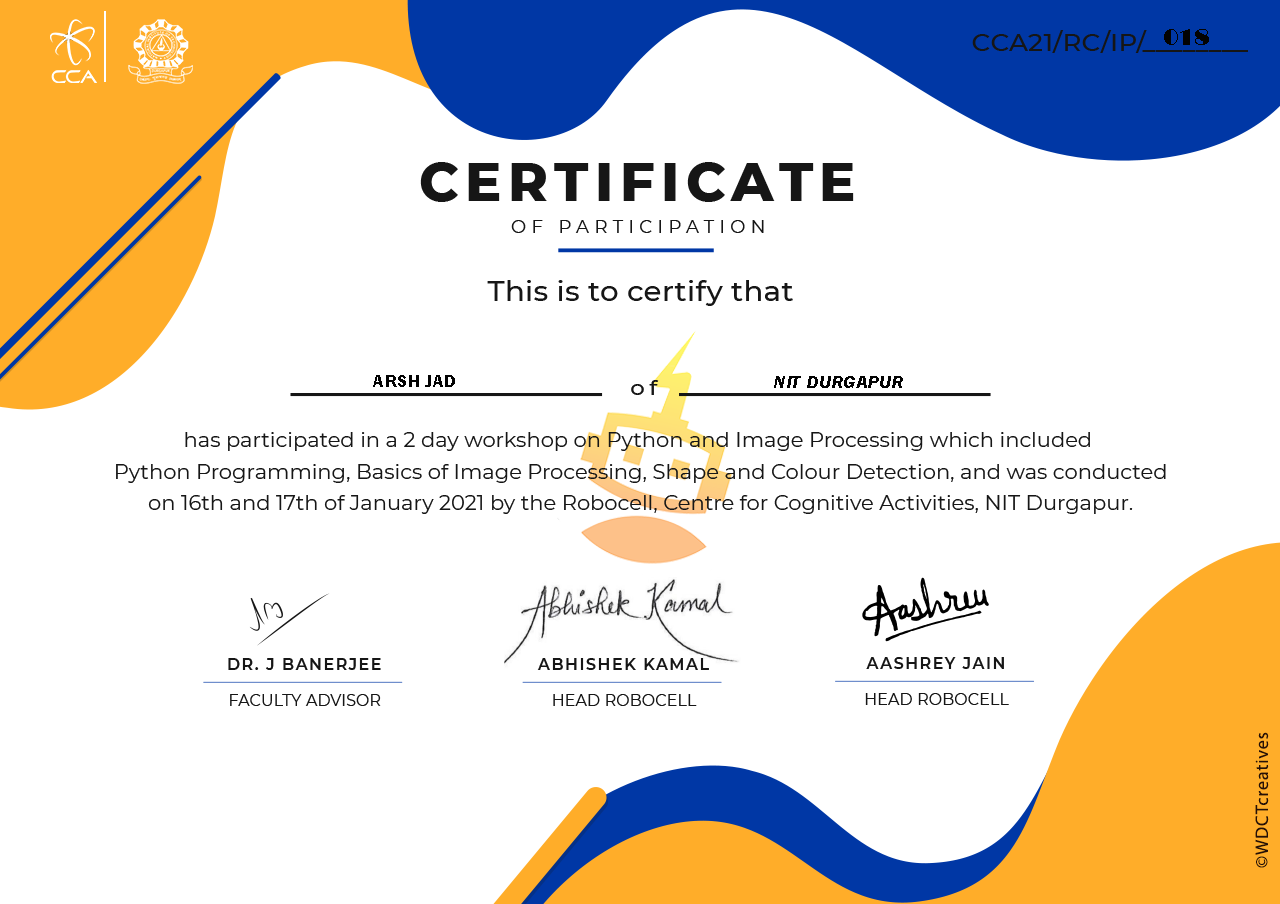 CCA
CCA21/RC/IP/ 018
CERTIFICATE
OF PARTICIPATION
This is to certify that
ARSH JAD of NIT DURGAPUR
has participated in a 2 day workshop on Python and Image Processing which included
Python Programming, Basics of Image Processing, Shape and Colour Detection, and was conducted
on 16th and 17th of January 2021 by the Robocell, Centre for Cognitive Activities, NIT Durgapur.
Abhishek Kamal
Aashrey
DR. J BANERJEE
FACULTY ADVISOR
ABHISHEK KAMAL
HEAD ROBOCELL
AASHREY JAIN
HEAD ROBOCELL
©WDCTcreatives